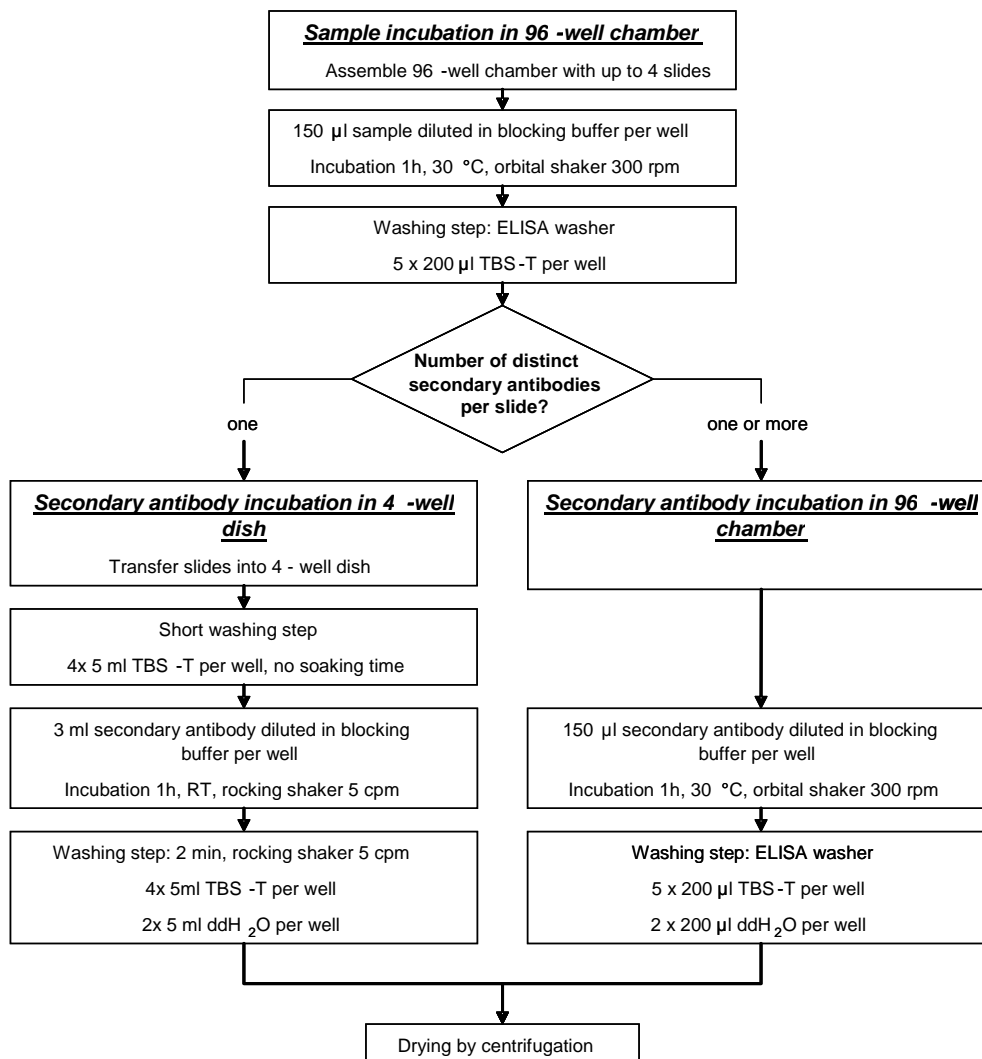 Sample incubation in 96 -well chamber
Assemble 96 -well chamber with up to 4 slides
150 µl sample diluted in blocking buffer per well
Incubation 1h, 30 °C, orbital shaker 300 rpm
Washing step: ELISA washer
5 x 200 µl TBS -T per well
Number of distinct
secondary antibodies
per slide?
one
one or more
Secondary antibody incubation in 4 -well
dish
Transfer slides into 4 - well dish
Short washing step
4x 5 ml TBS -T per well, no soaking time
3 ml secondary antibody diluted in blocking
buffer per well
Incubation 1h, RT, rocking shaker 5 cpm
Washing step: 2 min, rocking shaker 5 cpm
4x 5ml TBS -T per well
2x 5 ml ddH2O per well
Secondary antibody incubation in 96 -well
chamber
150 µl secondary antibody diluted in blocking
buffer per well
Incubation 1h, 30 °C, orbital shaker 300 rpm
Washing step: ELISA washer
5 x 200 µl TBS -T per well
2 x 200 µl ddH2O per well
Drying by centrifugation